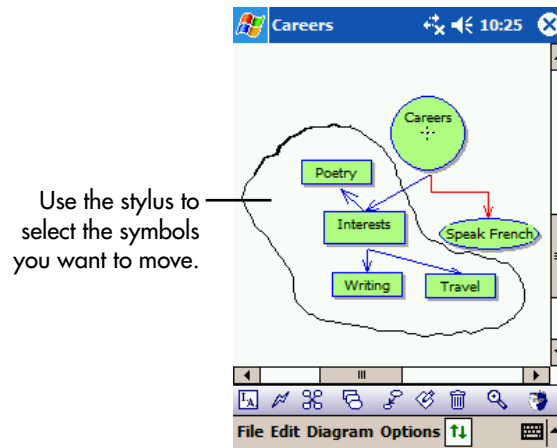 Careers 10:25
Careers
Poetry
Use the stylus to
select the symbols
you want to move.
Interests
Speak French
Writing Travel
File Edit Diagram Options